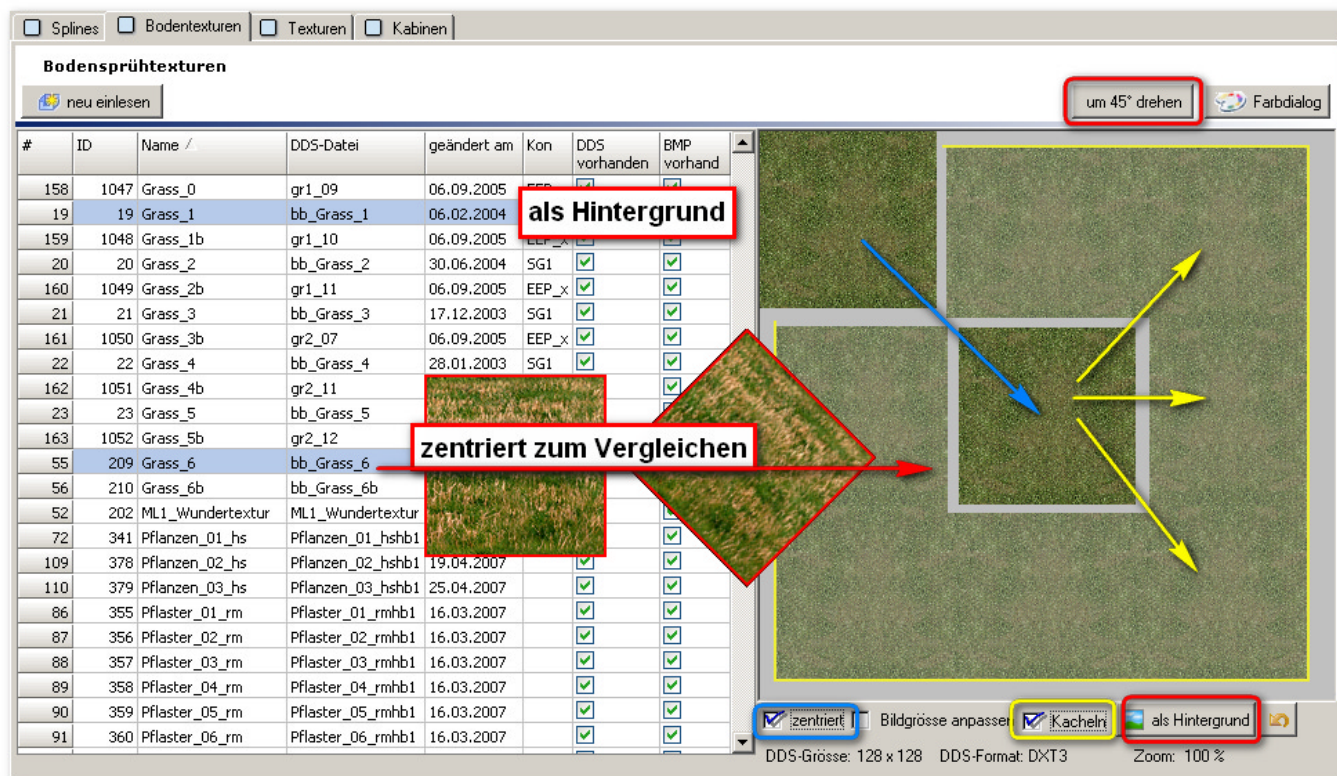 Splines Bodentexturen Texturen Kabinen
Bodensprühtexturen
neu einlesen um 45° drehen Farbdialog
# ID Name DDS-Datei geändert am Kon DDS vorhanden BMP vorhand
158 1047 Grass_0 gr1_09 06.09.2005
19 19 Grass_1 bb_Grass_1 06.02.2004
als Hintergrund
159 1048 Grass_1b gr1_10 06.09.2005 EEP_x
20 20 Grass_2 bb_Grass_2 30.06.2004 SG1
160 1049 Grass_2b gr1_11 06.09.2005 EEP_x
21 21 Grass_3 bb_Grass_3 17.12.2003 SG1
161 1050 Grass_3b gr2_07 06.09.2005 EEP_x
22 22 Grass_4 bb_Grass_4 28.01.2003 SG1
162 1051 Grass_4b gr2_11
23 23 Grass_5 bb_Grass_5
163 1052 Grass_5b gr2_12
zentriert zum Vergleichen
55 209 Grass_6 bb_Grass_6
56 210 Grass_6b bb_Grass_6b
52 202 ML1_Wundertextur ML1_Wundertextur
72 341 Pflanzen_01_hs Pflanzen_01_hshb1
109 378 Pflanzen_02_hs Pflanzen_02_hshb1 19.04.2007
110 379 Pflanzen_03_hs Pflanzen_03_hshb1 25.04.2007
86 355 Pflaster_01_rm Pflaster_01_rmhb1 16.03.2007
87 356 Pflaster_02_rm Pflaster_02_rmhb1 16.03.2007
88 357 Pflaster_03_rm Pflaster_03_rmhb1 16.03.2007
89 358 Pflaster_04_rm Pflaster_04_rmhb1 16.03.2007
90 359 Pflaster_05_rm Pflaster_05_rmhb1 16.03.2007
91 360 Pflaster_06_rm Pflaster_06_rmhb1 16.03.2007
zentriert Bildgrösse anpassen Kacheln als Hintergrund
DDS-Grösse: 128 x 128 DDS-Format: DXT3 Zoom: 100 %